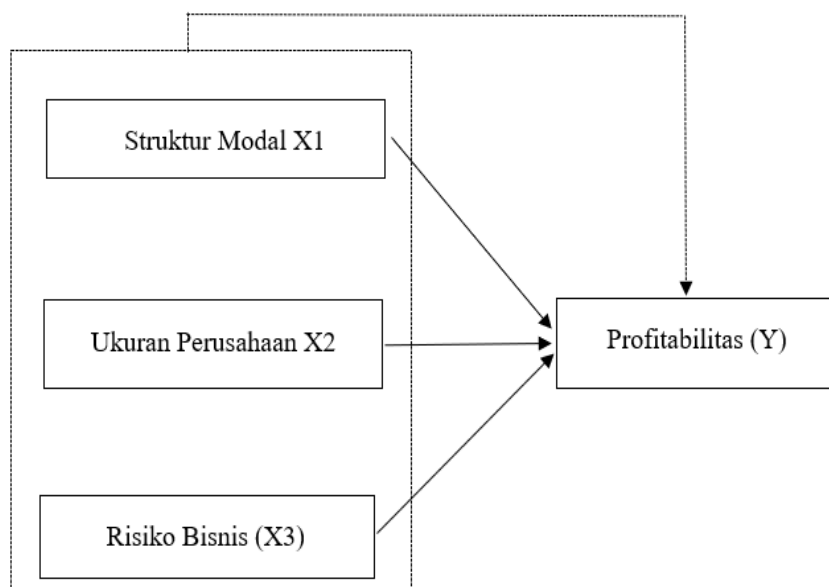 Struktur Modal X1
Ukuran Perusahaan X2
Profitabilitas (Y)
Risiko Bisnis (X3)